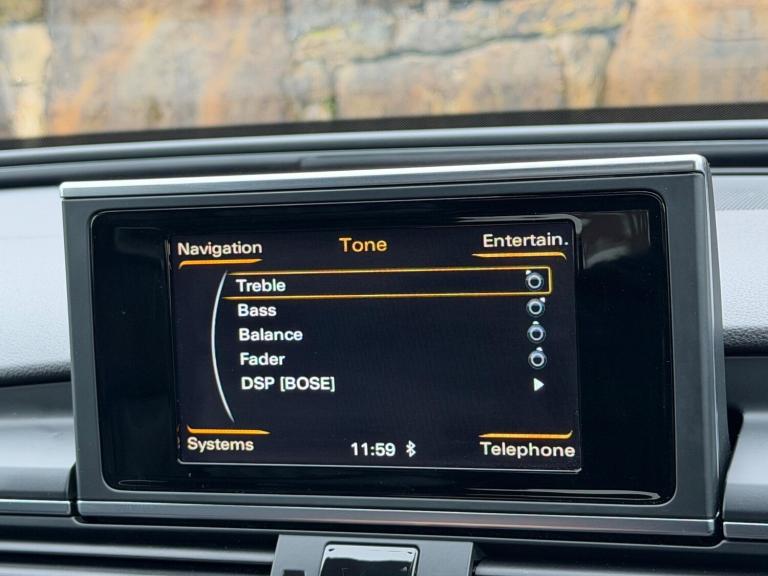 Navigation Tone Entertain.
Treble
Bass
Balance
Fader
DSP [BOSE]
Systems 11:59 Telephone